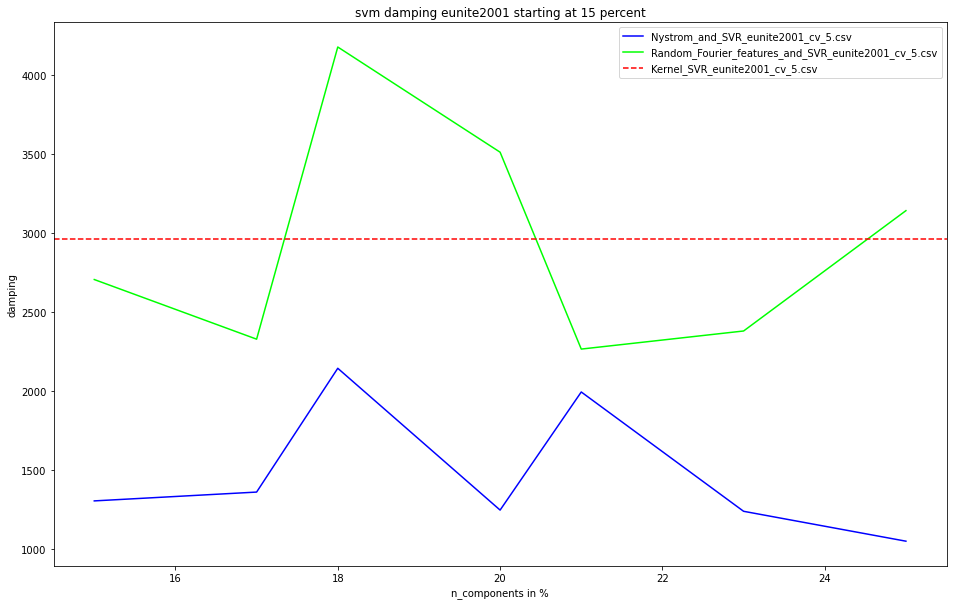 svm damping eunite2001 starting at 15 percent
Nystrom_and_SVR_eunite2001_cv_5.csv
Random_Fourier_features_and_SVR_eunite2001_cv_5.csv
Kernel_SVR_eunite2001_cv_5.csv
4000
3500
3000
2500
2000
1500
1000
damping
16
18
20
22
24
n_components in %